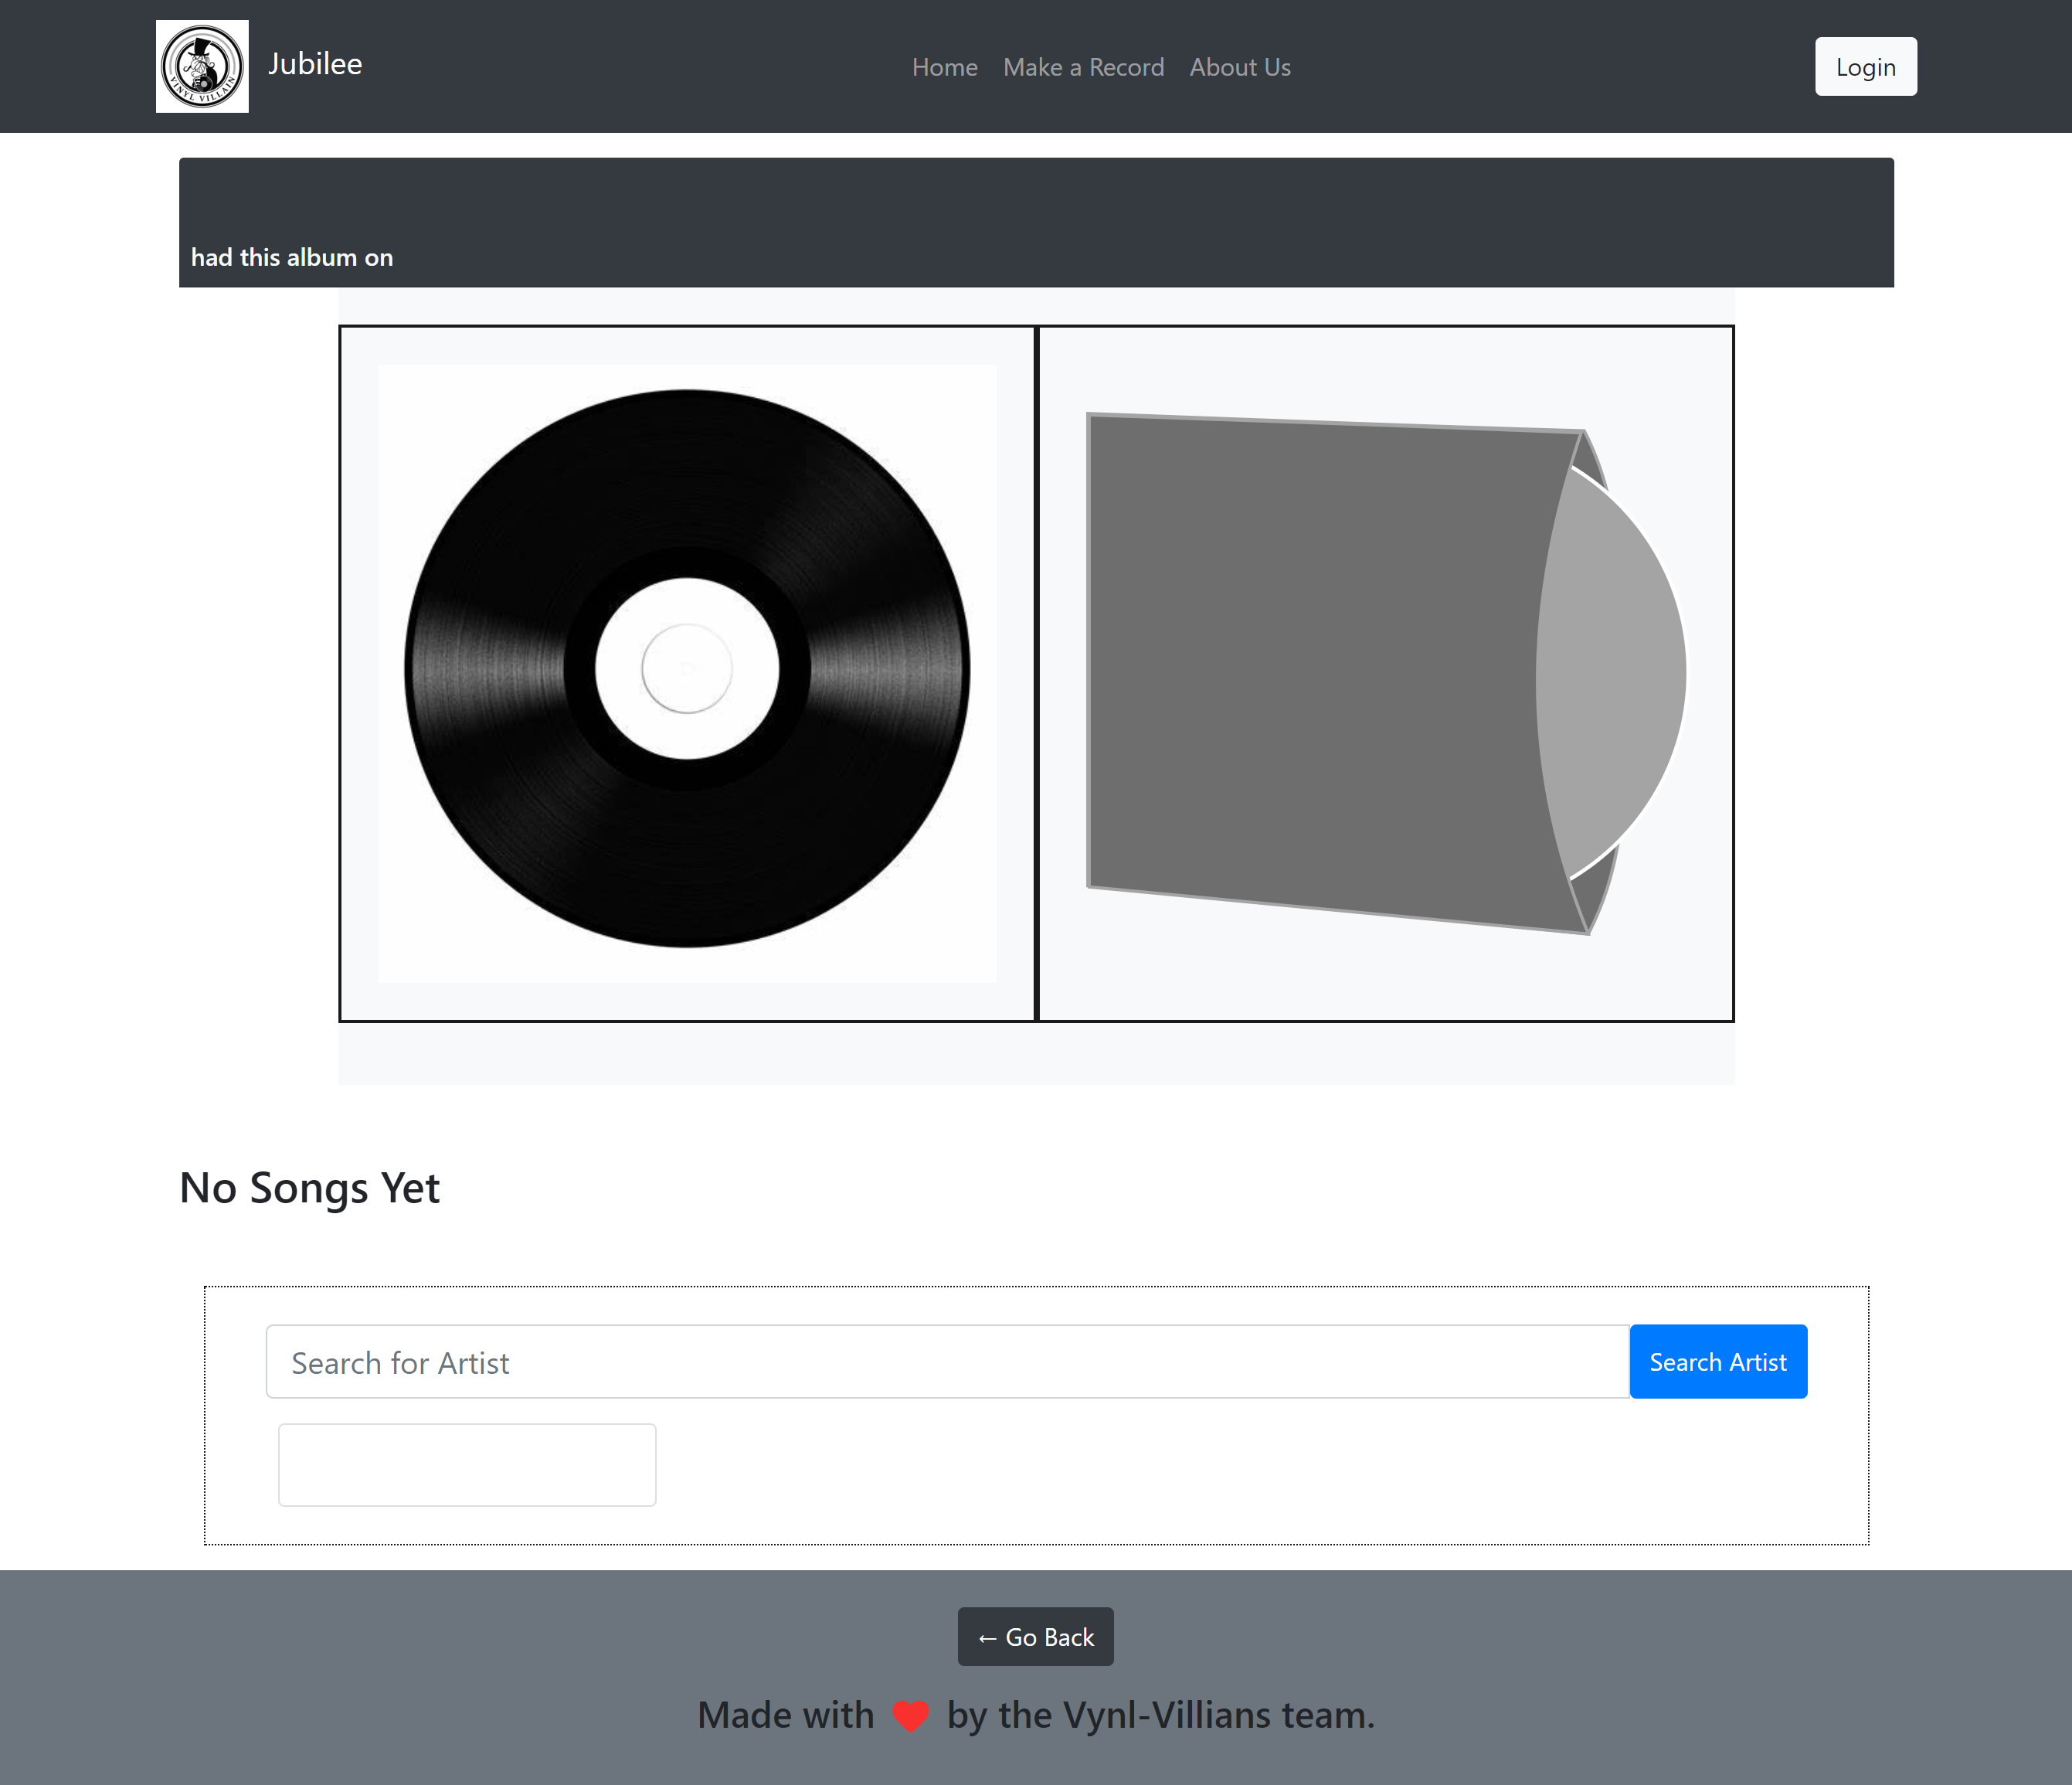 VINYL VILLAIN
Jubilee
Home
Make a Record
About Us
Login
had this album on
No Songs Yet
Search for Artist
Search Artist
← Go Back
Made with ❤ by the Vynl-Villians team.